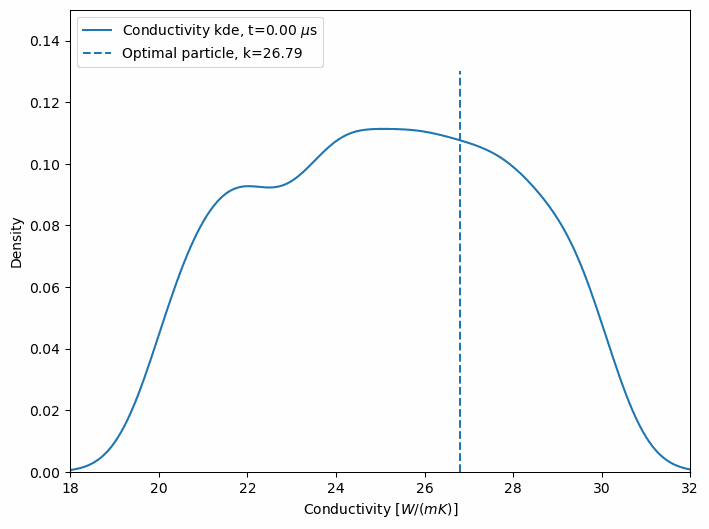 Conductivity kde, t=0.00 μs
Optimal particle, k=26.79
0.14
0.12
0.10
0.08
0.06
0.04
0.02
0.00
Density
18 20 22 24 26 28 30 32
Conductivity [W/(mK)]